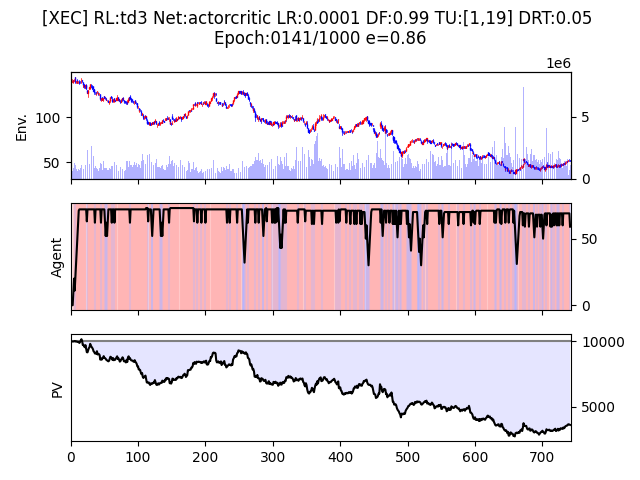 [XEC] RL:td3 Net:actorcritic LR:0.0001 DF:0.99 TU:[1,19] DRT:0.05
Epoch:0141/1000 e=0.86
1e6
Env.
100
50
5
0
Agent
50
0
PV
10000
5000
0 100 200 300 400 500 600 700